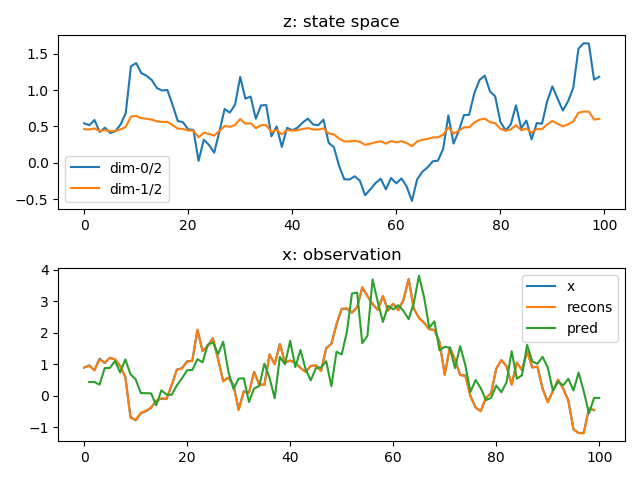 z: state space
1.5
1.0
0.5
0.0
−0.5
dim-0/2
dim-1/2
0 20 40 60 80 100
x: observation
4
3
2
1
0
−1
x
recons
pred
0 20 40 60 80 100